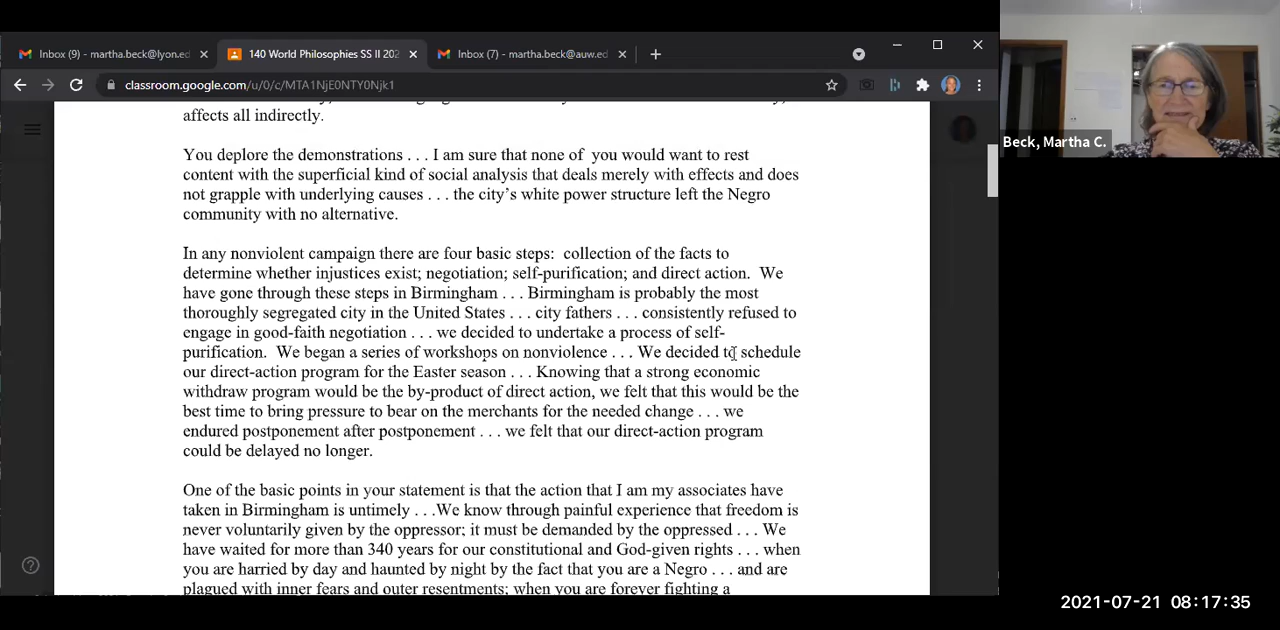 Inbox (9) - martha.beck@lyon.ed
140 World Philosophies SS II 202
Inbox (7) - martha.beck@auw.ed
classroom.google.com/u/0/c/MTA1NjE0NTY0Njk1
affects all indirectly.
You deplore the demonstrations . . . I am sure that none of you would want to rest
content with the superficial kind of social analysis that deals merely with effects and does
not grapple with underlying causes . . . the city's white power structure left the Negro
community with no alternative.
In any nonviolent campaign there are four basic steps: collection of the facts to
determine whether injustices exist; negotiation; self-purification; and direct action. We
have gone through these steps in Birmingham . . . Birmingham is probably the most
thoroughly segregated city in the United States . . . city fathers . . . consistently refused to
engage in good-faith negotiation . . . we decided to undertake a process of self-
purification. We began a series of workshops on nonviolence . . . We decided to schedule
our direct-action program for the Easter season . . . Knowing that a strong economic
withdraw program would be the by-product of direct action, we felt that this would be the
best time to bring pressure to bear on the merchants for the needed change . . . we
endured postponement after postponement . . . we felt that our direct-action program
could be delayed no longer.
One of the basic points in your statement is that the action that I am my associates have
taken in Birmingham is untimely . . .We know through painful experience that freedom is
never voluntarily given by the oppressor; it must be demanded by the oppressed . . . We
have waited for more than 340 years for our constitutional and God-given rights . . . when
you are harried by day and haunted by night by the fact that you are a Negro . . . and are
plagued with inner fears and outer resentments; when you are forever fighting a
Beck, Martha C.
2021-07-21 08:17:35